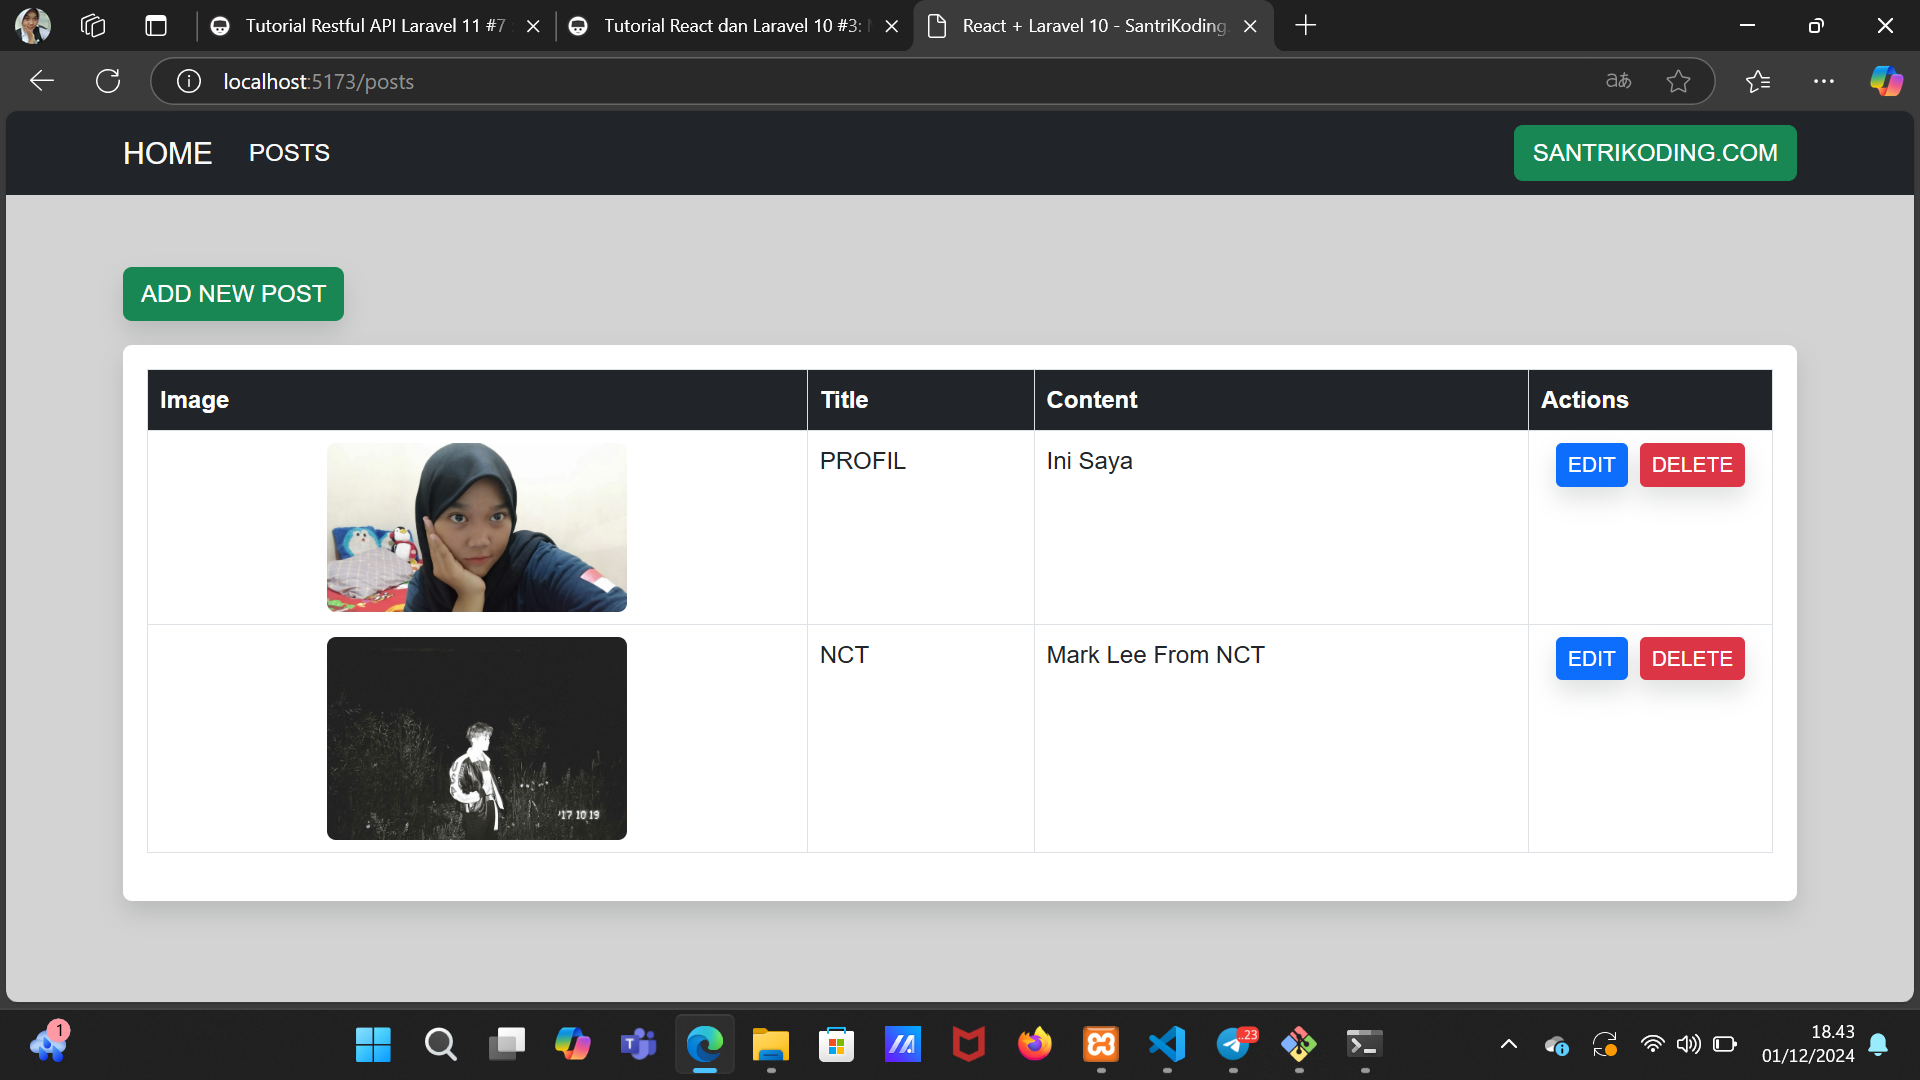 Tutorial Restful API Laravel 11 #7
Tutorial React dan Laravel 10 #3:
React + Laravel 10 - SantriKoding.
localhost:5173/posts
aあ
HOME
POSTS
SANTRIKODING.COM
ADD NEW POST
Image
Title
Content
Actions
PROFIL
Ini Saya
EDIT
DELETE
'17 10 19
NCT
Mark Lee From NCT
EDIT
DELETE
1
T
..23
18.43
01/12/2024